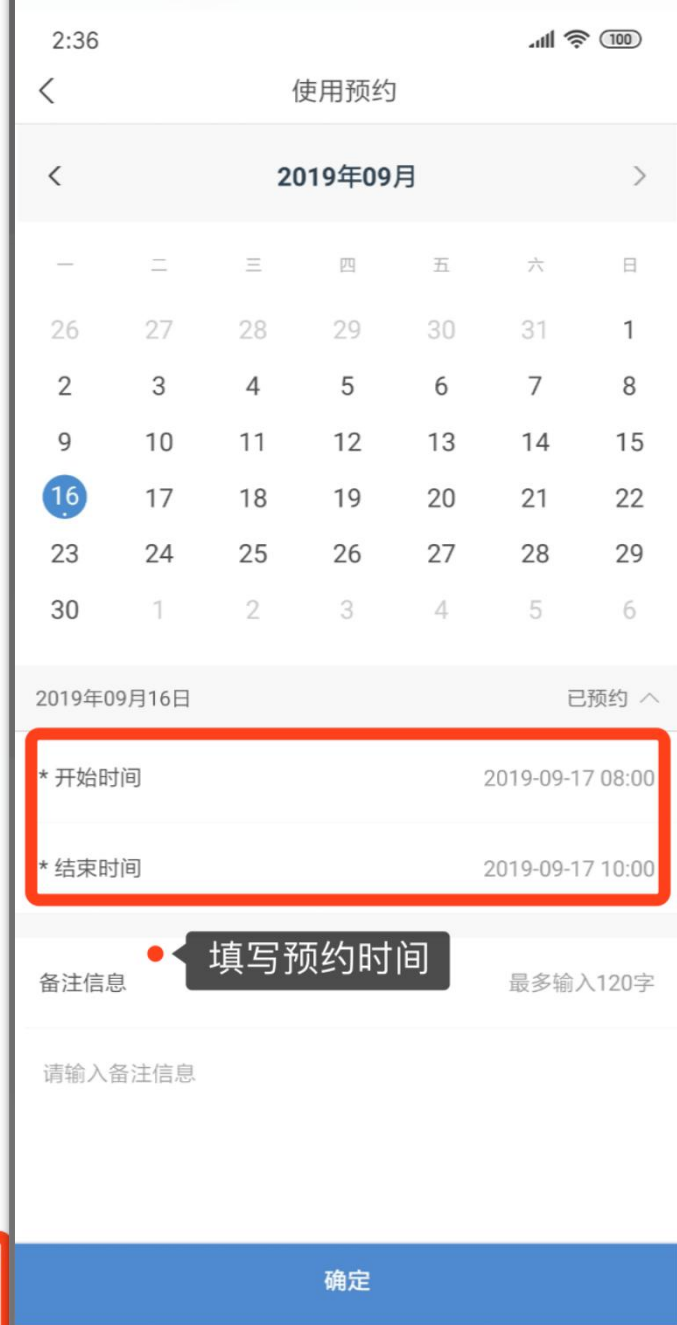 2:36 100
使用预约
2019年09月
一 二 三 四 五 六 日
26 27 28 29 30 31 1
2 3 4 5 6 7 8
9 10 11 12 13 14 15
16 17 18 19 20 21 22
23 24 25 26 27 28 29
30 1 2 3 4 5 6
2019年09月16日 已预约
* 开始时间 2019-09-17 08:00
* 结束时间 2019-09-17 10:00
填写预约时间
备注信息 最多输入120字
请输入备注信息
确定